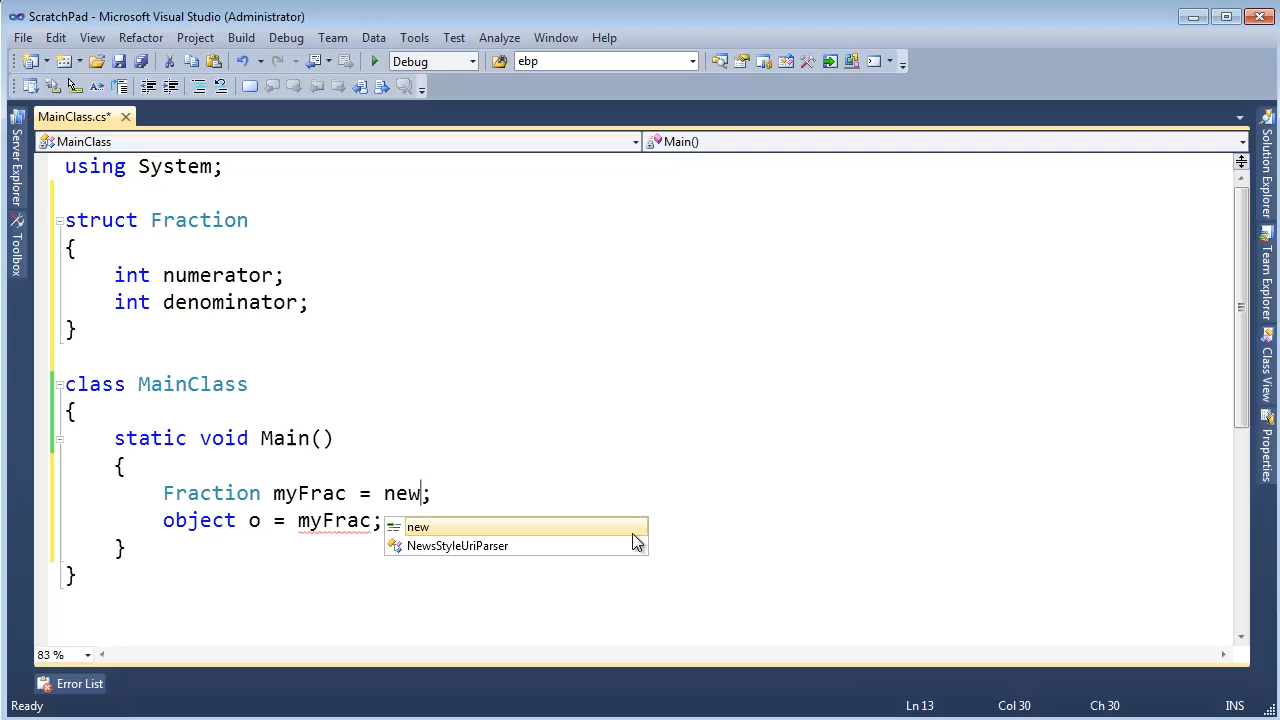 ScratchPad - Microsoft Visual Studio (Administrator)
File Edit View Refactor Project Build Debug Team Data Tools Test Analyze Window Help
Debug ebp
MainClass.cs*
MainClass Main()
Server Explorer
Toolbox
using System;
struct Fraction
{
int numerator;
int denominator;
}
class MainClass
{
static void Main()
{
Fraction myFrac = new;
object o = myFrac;
new
NewsStyleUriParser
}
}
Solution Explorer
Team Explorer
Class View
Properties
83 %
Error List
Ready Ln 13 Col 30 Ch 30 INS